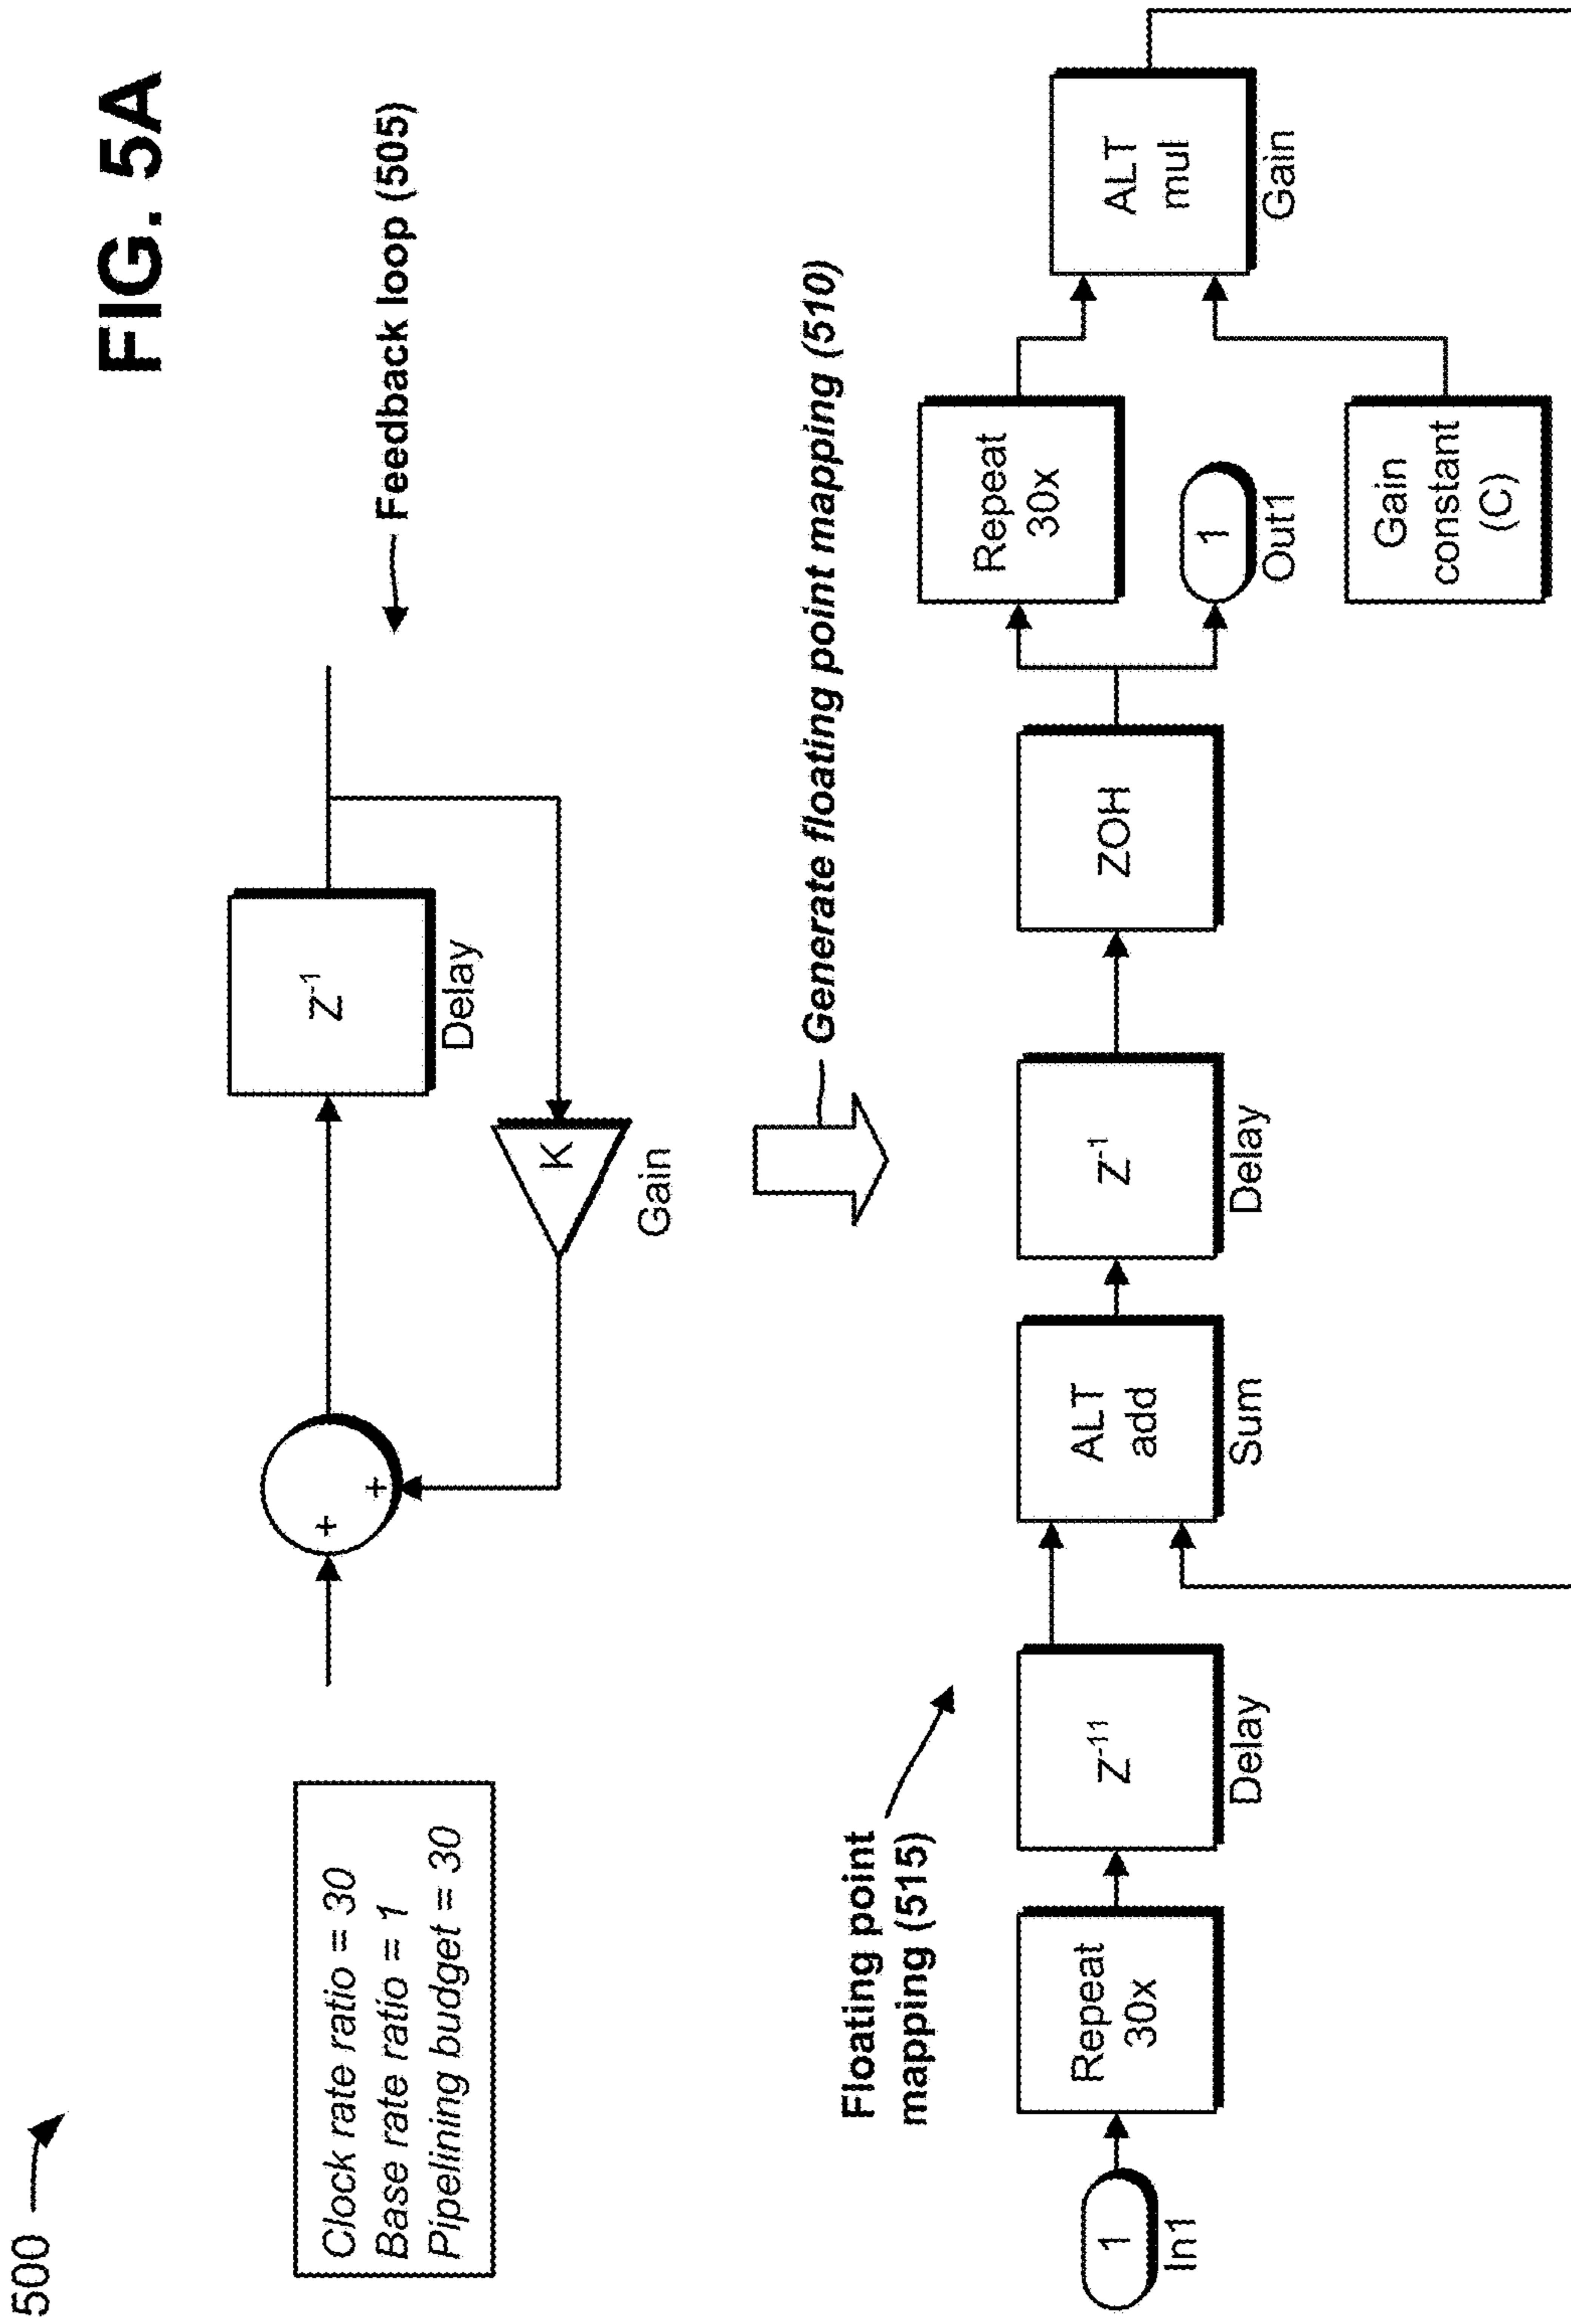 500
FIG. 5A
Clock rate ratio = 30
Base rate ratio = 1
Pipelining budget = 30
+
+
Z-1
Delay
K
Gain
Feedback loop (505)
Generate floating point mapping (510)
Floating point
mapping (515)
1
In1
Repeat
30x
Z-11
Delay
ALT
add
Sum
Z-1
Delay
ZOH
Repeat
30x
1
Out1
Gain
constant
(C)
ALT
mul
Gain